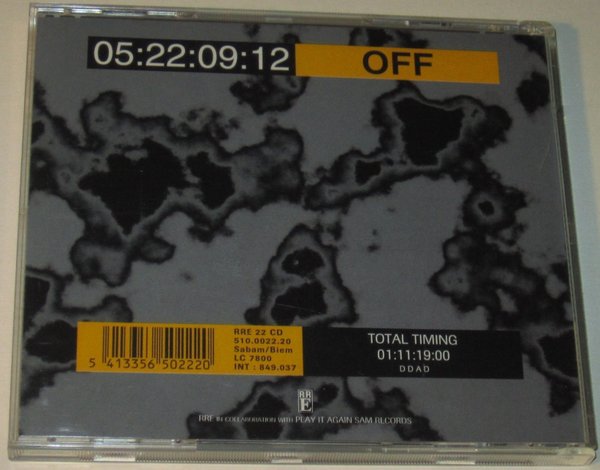 05:22:09:12 OFF
RRE 22 CD
510.0022.20
Sabam/Biem
LC 7800
INT : 849.037
5 413356 502220
TOTAL TIMING
01:11:19:00
DDAD
RR
E
RRE IN COLLABORATION WITH PLAY IT AGAIN SAM RECORDS